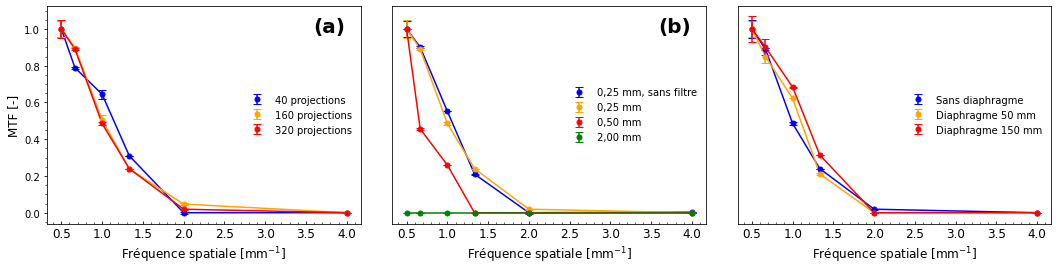 (a)
MTF [-]
1.0
0.8
0.6
0.4
0.2
0.0
40 projections
160 projections
320 projections
0.5 1.0 1.5 2.0 2.5 3.0 3.5 4.0
Fréquence spatiale [mm⁻¹]
(b)
0,25 mm, sans filtre
0,25 mm
0,50 mm
2,00 mm
0.5 1.0 1.5 2.0 2.5 3.0 3.5 4.0
Fréquence spatiale [mm⁻¹]
Sans diaphragme
Diaphragme 50 mm
Diaphragme 150 mm
0.5 1.0 1.5 2.0 2.5 3.0 3.5 4.0
Fréquence spatiale [mm⁻¹]